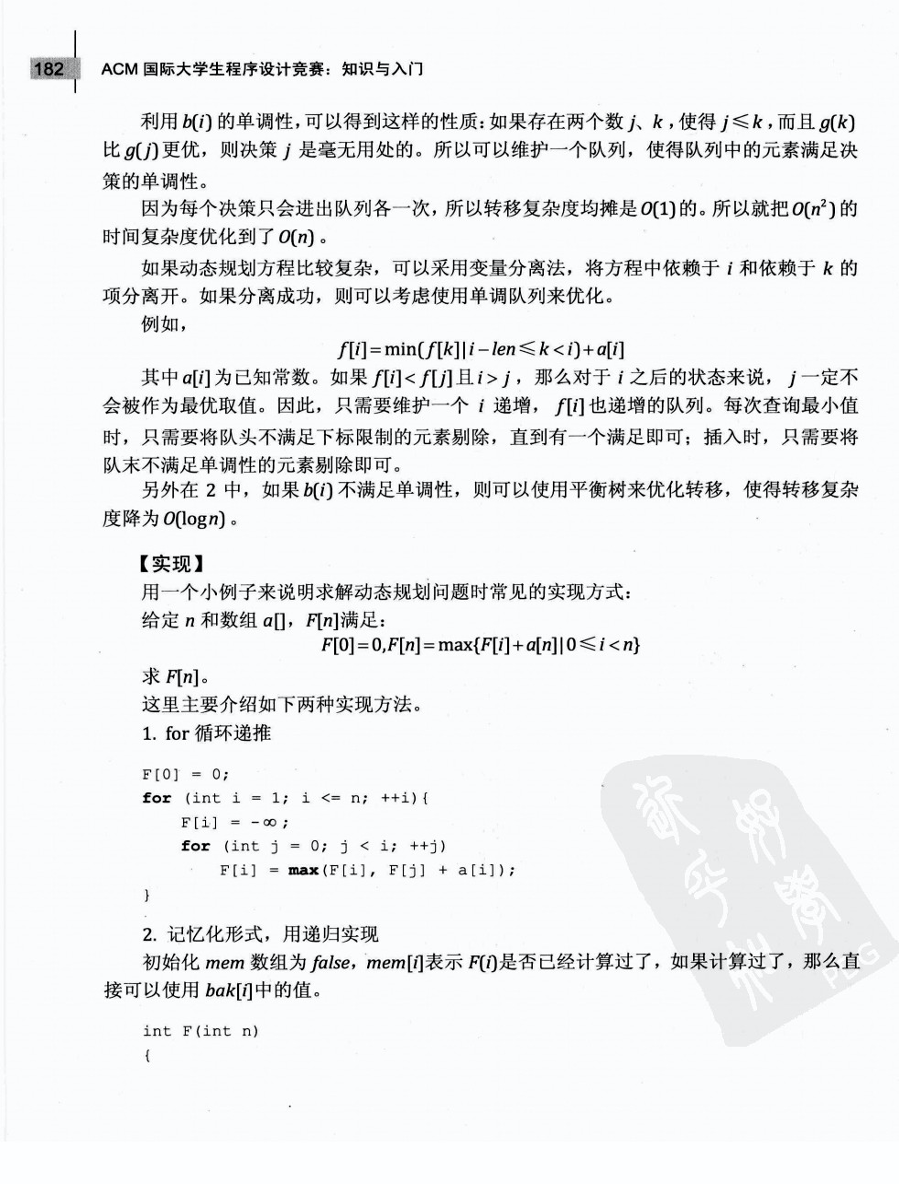 182 ACM 国际大学生程序设计竞赛：知识与入门
利用 b(i) 的单调性，可以得到这样的性质：如果存在两个数 j、k，使得 j≤k，而且 g(k)
比 g(j) 更优，则决策 j 是毫无用处的。所以可以维护一个队列，使得队列中的元素满足决
策的单调性。
因为每个决策只会进出队列各一次，所以转移复杂度均摊是 O(1) 的。所以就把 O(n²) 的
时间复杂度优化到了 O(n)。
如果动态规划方程比较复杂，可以采用变量分离法，将方程中依赖于 i 和依赖于 k 的
项分离开。如果分离成功，则可以考虑使用单调队列来优化。
例如，
f[i]=min(f[k]|i−len≤k<i)+a[i]
其中 a[i] 为已知常数。如果 f[i]<f[j] 且 i>j，那么对于 i 之后的状态来说，j 一定不
会被作为最优取值。因此，只需要维护一个 i 递增，f[i] 也递增的队列。每次查询最小值
时，只需要将队头不满足下标限制的元素剔除，直到有一个满足即可；插入时，只需要将
队末不满足单调性的元素剔除即可。
另外在 2 中，如果 b(i) 不满足单调性，则可以使用平衡树来优化转移，使得转移复杂
度降为 O(logn)。
【实现】
用一个小例子来说明求解动态规划问题时常见的实现方式：
给定 n 和数组 a[]，F[n]满足：
F[0]=0,F[n]=max{F[i]+a[n]|0≤i<n}
求 F[n]。
这里主要介绍如下两种实现方法。
1. for 循环递推
F[0] = 0;
for (int i = 1; i <= n; ++i){
F[i] = -∞;
for (int j = 0; j < i; ++j)
F[i] = max(F[i], F[j] + a[i]);
}
2. 记忆化形式，用递归实现
初始化 mem 数组为 false，mem[i]表示 F(i)是否已经计算过了，如果计算过了，那么直
接可以使用 bak[i]中的值。
int F(int n)
{